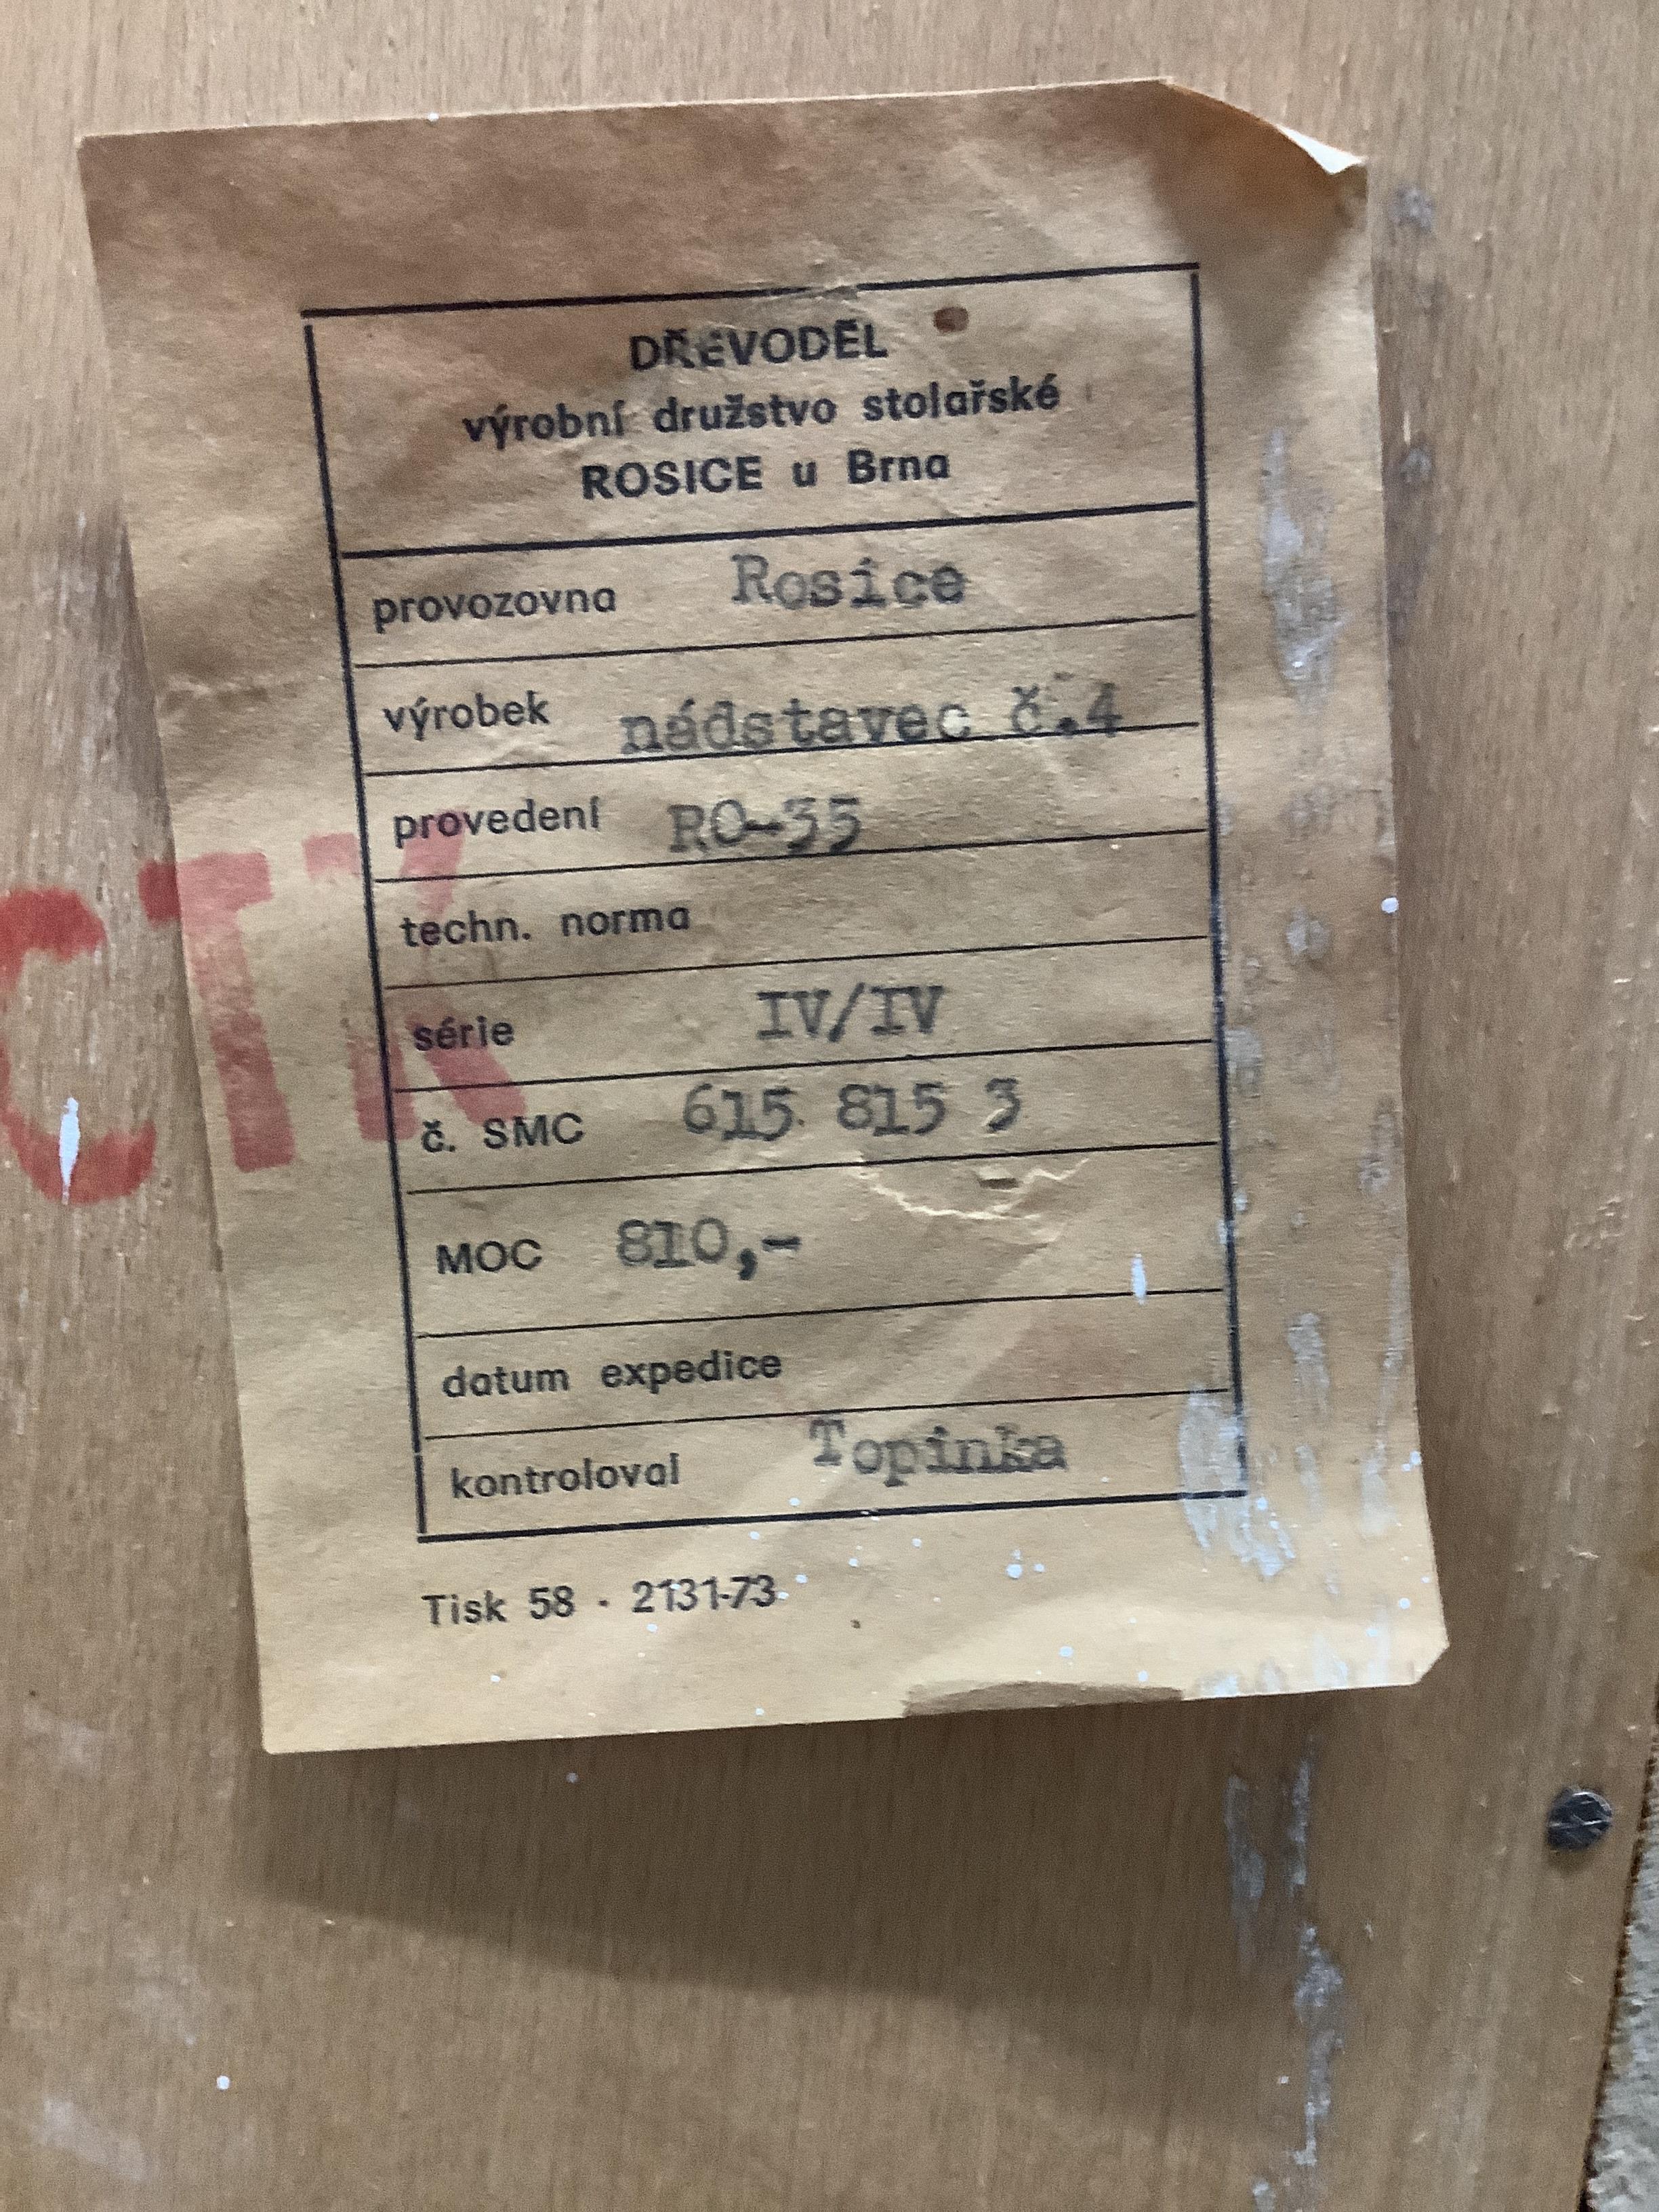 DŘEVODĚL
výrobní družstvo stolařské
ROSICE u Brna
provozovna Rosice
výrobek nádstavec č.4
provedení RO-35
techn. norma
série IV/IV
č. SMC 615 815 3
MOC 810,-
datum expedice
kontroloval Topinka
Tisk 58 - 2131-73
CTK